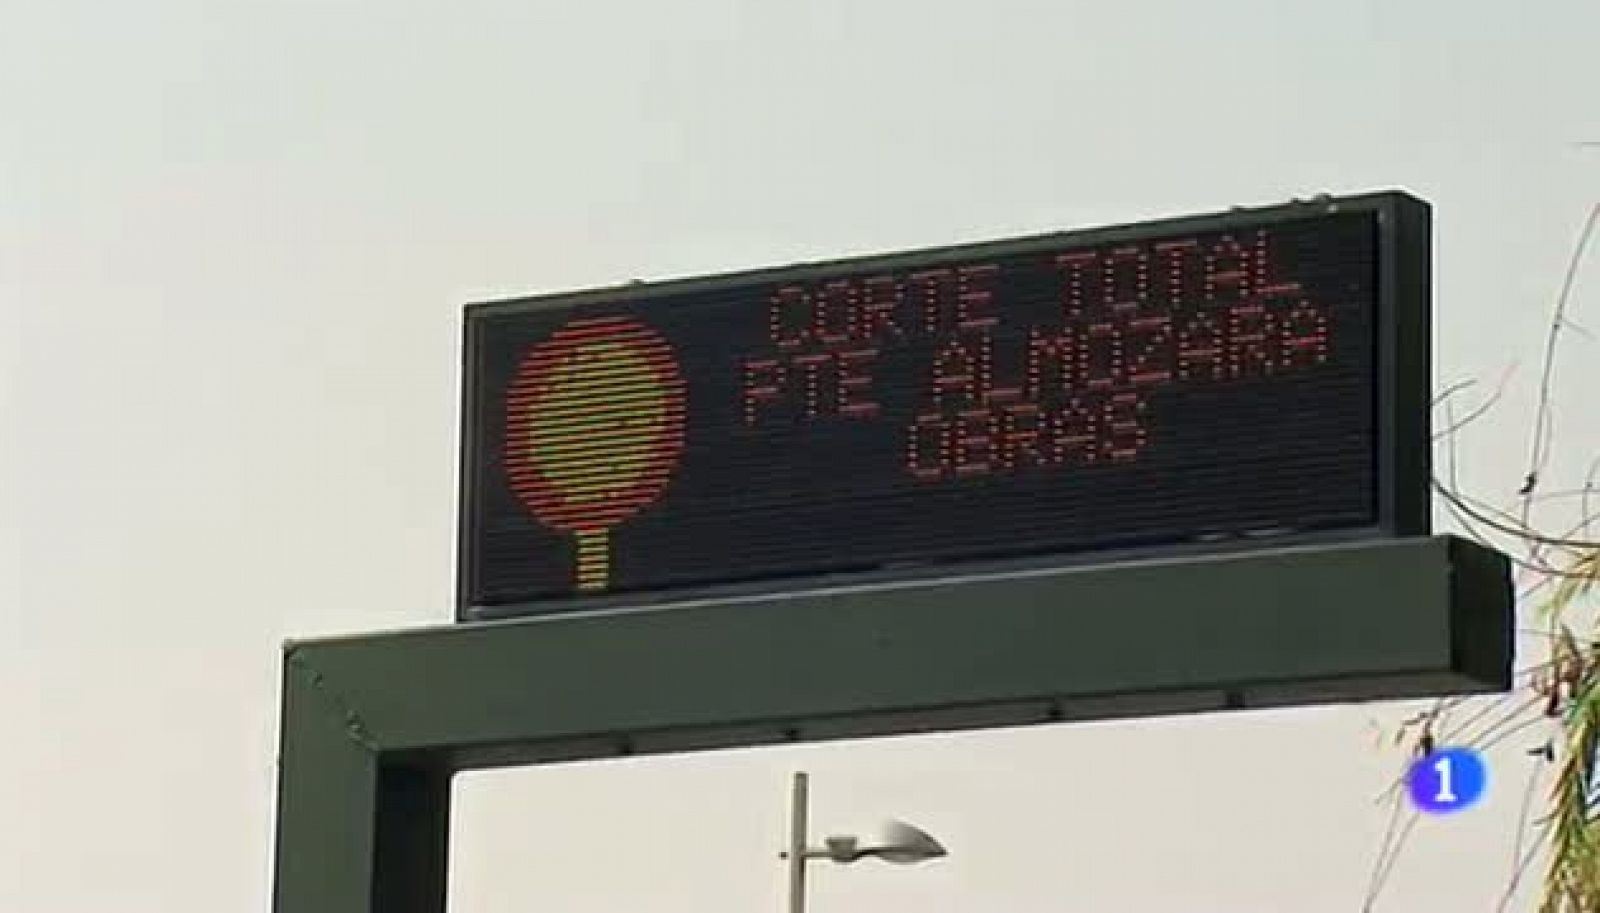 CORTE TOTAL
PTE ALMOZARA
OBRAS
1